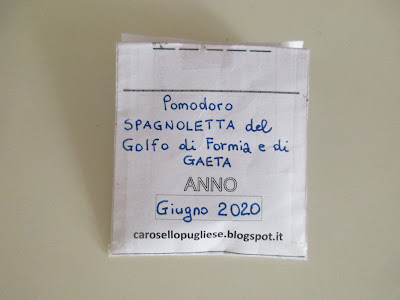 Pomodoro
SPAGNOLETTA del
Golfo di Formia e di
GAETA
ANNO
Giugno 2020
carosellopugliese.blogspot.it